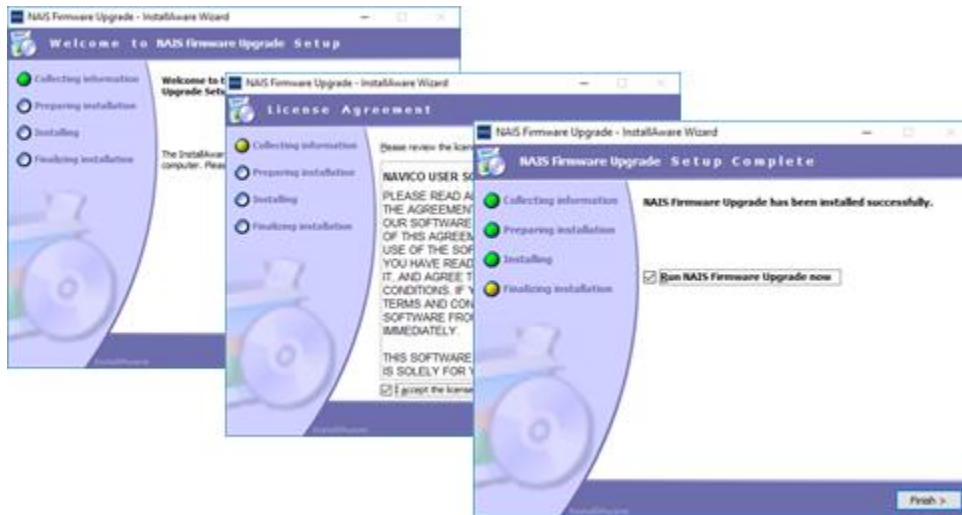 NAIS Firmware Upgrade - InstallAware Wizard
Welcome to NAIS Firmware Upgrade Setup
Collecting information
Preparing installation
Installing
Finalizing installation
Welcome to t
Upgrade Setu
The InstallAwar
computer. Pleas
InstallAware
NAIS Firmware Upgrade - InstallAware Wizard
License Agreement
Collecting information
Preparing installation
Installing
Finalizing installation
Please review the licen
NAVICO USER SO
PLEASE READ A
THE AGREEMENT
OUR SOFTWARE
OF THIS AGREEM
USE OF THE SOF
YOU HAVE READ
IT, AND AGREE T
CONDITIONS. IF Y
TERMS AND CON
SOFTWARE FRO
IMMEDIATELY.
THIS SOFTWARE
IS SOLELY FOR Y
I accept the license
InstallAware
NAIS Firmware Upgrade - InstallAware Wizard
NAIS Firmware Upgrade Setup Complete
Collecting information
Preparing installation
Installing
Finalizing installation
NAIS Firmware Upgrade has been installed successfully.
Run NAIS Firmware Upgrade now
InstallAware
Finish >